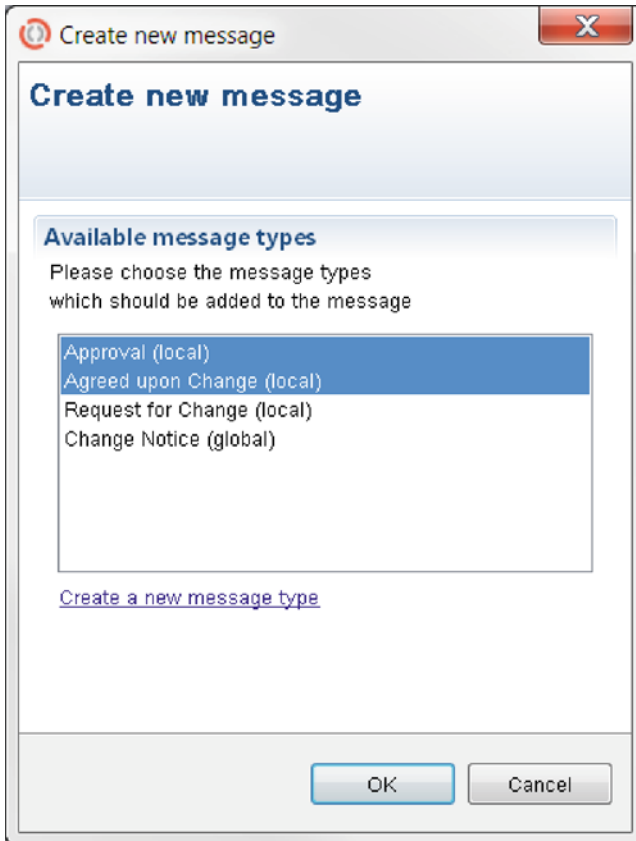 Create new message
Create new message
Available message types
Please choose the message types
which should be added to the message
Approval (local)
Agreed upon Change (local)
Request for Change (local)
Change Notice (global)
Create a new message type
OK
Cancel